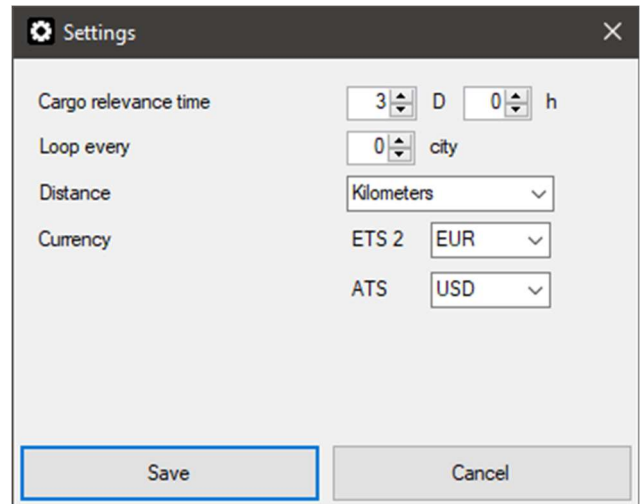 Settings
Cargo relevance time 3 D 0 h
Loop every 0 city
Distance Kilometers
Currency ETS 2 EUR
ATS USD
Save Cancel